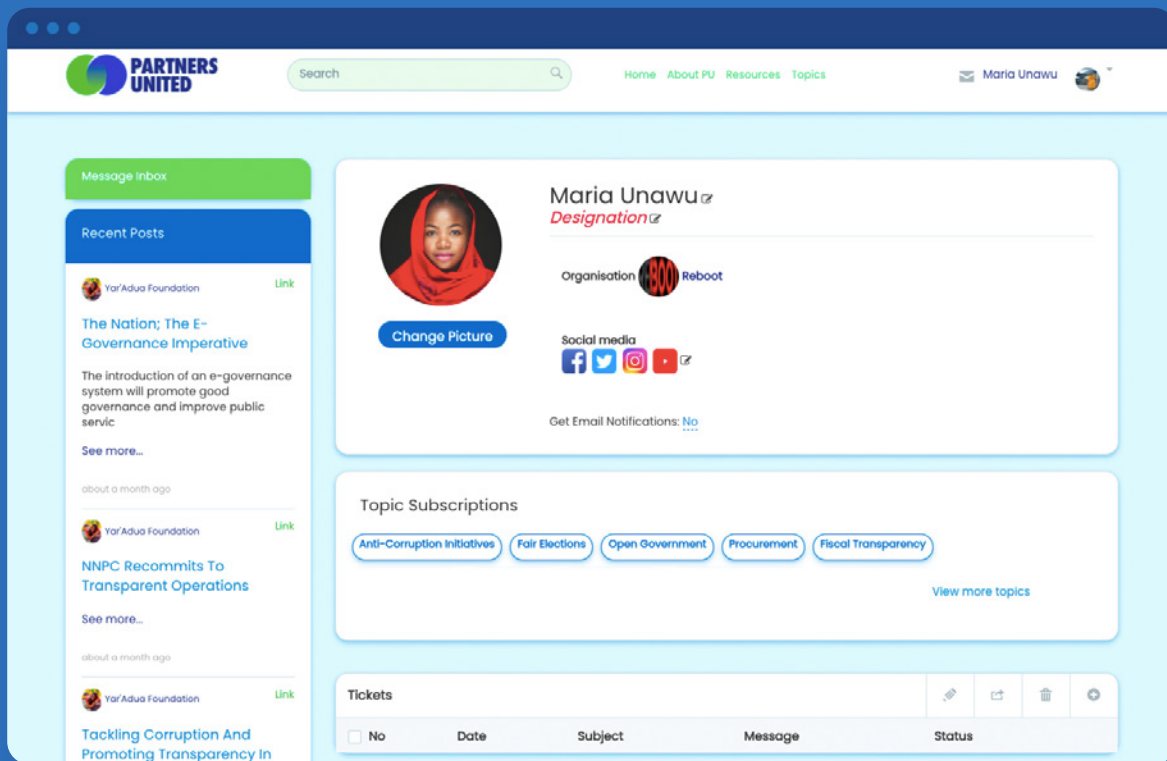 PARTNERS
UNITED
Search
Home About PU Resources Topics
Maria Unawu
Message Inbox
Recent Posts
Yar'Adua Foundation
Link
The Nation; The E-
Governance Imperative
The introduction of an e-governance
system will promote good
governance and improve public
servic
See more...
about a month ago
Yar'Adua Foundation
Link
NNPC Recommits To
Transparent Operations
See more...
about a month ago
Yar'Adua Foundation
Link
Tackling Corruption And
Promoting Transparency In
Maria Unawu
Designation
Change Picture
Organisation
Reboot
Social media
Get Email Notifications: No
Topic Subscriptions
Anti-Corruption Initiatives Fair Elections Open Government Procurement Fiscal Transparency
View more topics
Tickets
No Date Subject Message Status